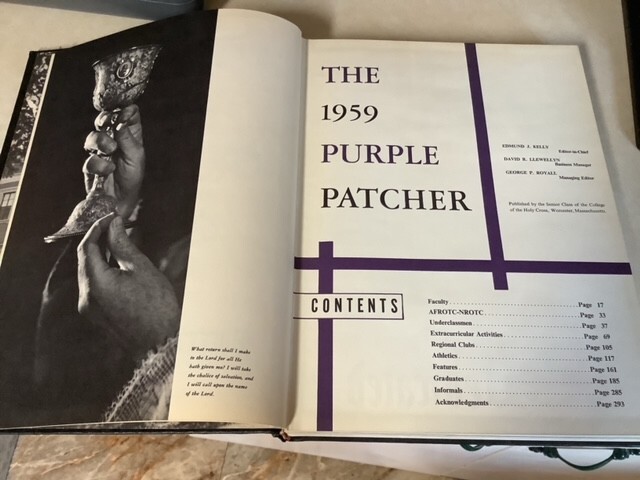 What return shall I make
to the Lord for all He
hath given me? I will take
the chalice of salvation, and
I will call upon the name
of the Lord.
THE
1959
PURPLE
PATCHER
EDMUND J. KELLY
Editor-in-Chief
DAVID R. LLEWELLYN
Business Manager
GEORGE P. ROYALL
Managing Editor
Published by the Senior Class of the College
of the Holy Cross, Worcester, Massachusetts.
CONTENTS
Faculty Page 17
AFROTC-NROTC Page 33
Underclassmen Page 37
Extracurricular Activities Page 69
Regional Clubs Page 105
Athletics Page 117
Features Page 161
Graduates Page 185
Informals Page 285
Acknowledgments Page 293